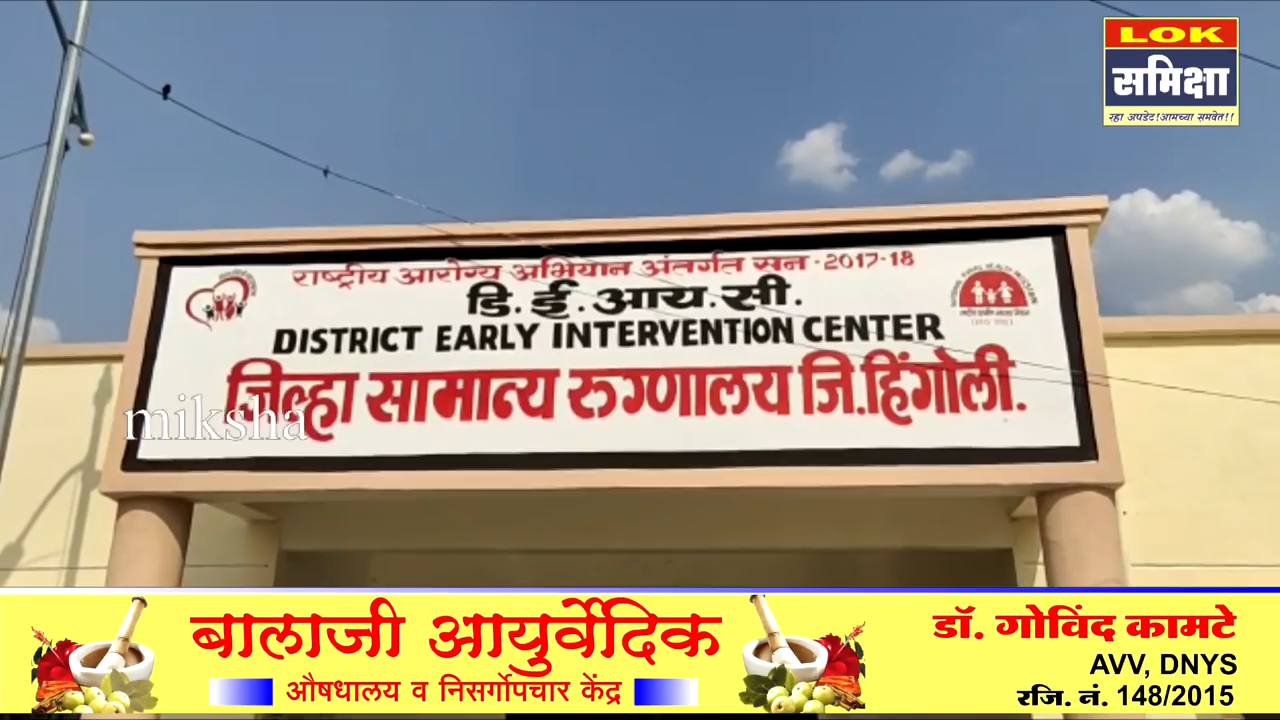 LOK
समिक्षा
रहा अपडेट!आमच्या समवेत!!
राष्ट्रीय आरोग्य अभियान अंतर्गत सन-2017-18
डि.ई.आय.सी.
DISTRICT EARLY INTERVENTION CENTER
जिल्हा सामान्य रुग्णालय जि.हिंगोली.
miksha
बालाजी आयुर्वेदिक
औषधालय व निसर्गोपचार केंद्र
डॉ. गोविंद कामटे
AVV, DNYS
रजि. नं. 148/2015